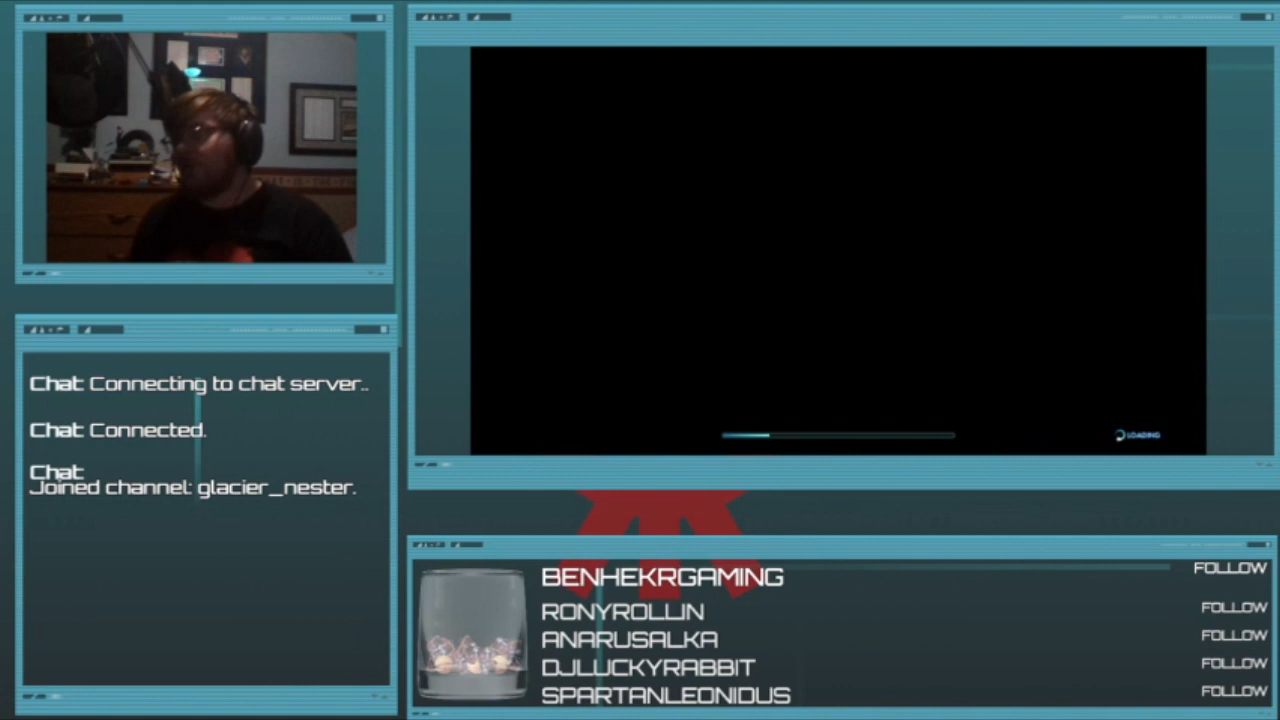 Chat: Connecting to chat server..
Chat: Connected.
Chat:
Joined channel: glacier_nester.
LOADING
BENHEKRGAMING FOLLOW
RONYROLLIN FOLLOW
ANARUSALKA FOLLOW
DJLUCKYRABBIT FOLLOW
SPARTANLEONIDUS FOLLOW